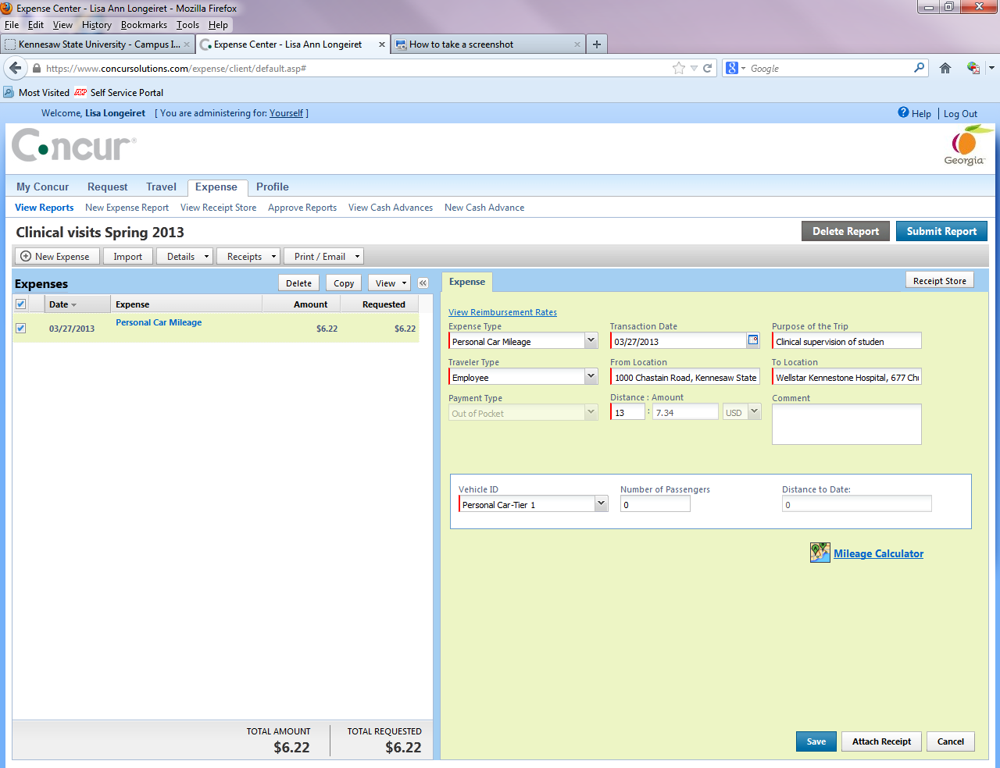 Expense Center - Lisa Ann Longeiret - Mozilla Firefox
File Edit View History Bookmarks Tools Help
Kennesaw State University - Campus I... × Expense Center - Lisa Ann Longeiret × How to take a screenshot × +
https://www.concursolutions.com/expense/client/default.asp# 8 Google
Most Visited ADP Self Service Portal
Welcome, Lisa Longeiret [ You are administering for: Yourself ] ? Help | Log Out
Concur®
Georgia™
My Concur Request Travel Expense Profile
View Reports New Expense Report View Receipt Store Approve Reports View Cash Advances New Cash Advance
Clinical visits Spring 2013 Delete Report Submit Report
New Expense Import Details Receipts Print / Email
Expenses Delete Copy View « Expense Receipt Store
Date Expense Amount Requested
03/27/2013 Personal Car Mileage $6.22 $6.22
View Reimbursement Rates
Expense Type Transaction Date Purpose of the Trip
Personal Car Mileage 03/27/2013 Clinical supervision of studen
Traveler Type From Location To Location
Employee 1000 Chastain Road, Kennesaw State Wellstar Kennestone Hospital, 677 Chu
Payment Type Distance : Amount Comment
Out of Pocket 13 : 7.34 USD
Vehicle ID Number of Passengers Distance to Date:
Personal Car-Tier 1 0 0
Mileage Calculator
TOTAL AMOUNT TOTAL REQUESTED
$6.22 $6.22
Save Attach Receipt Cancel